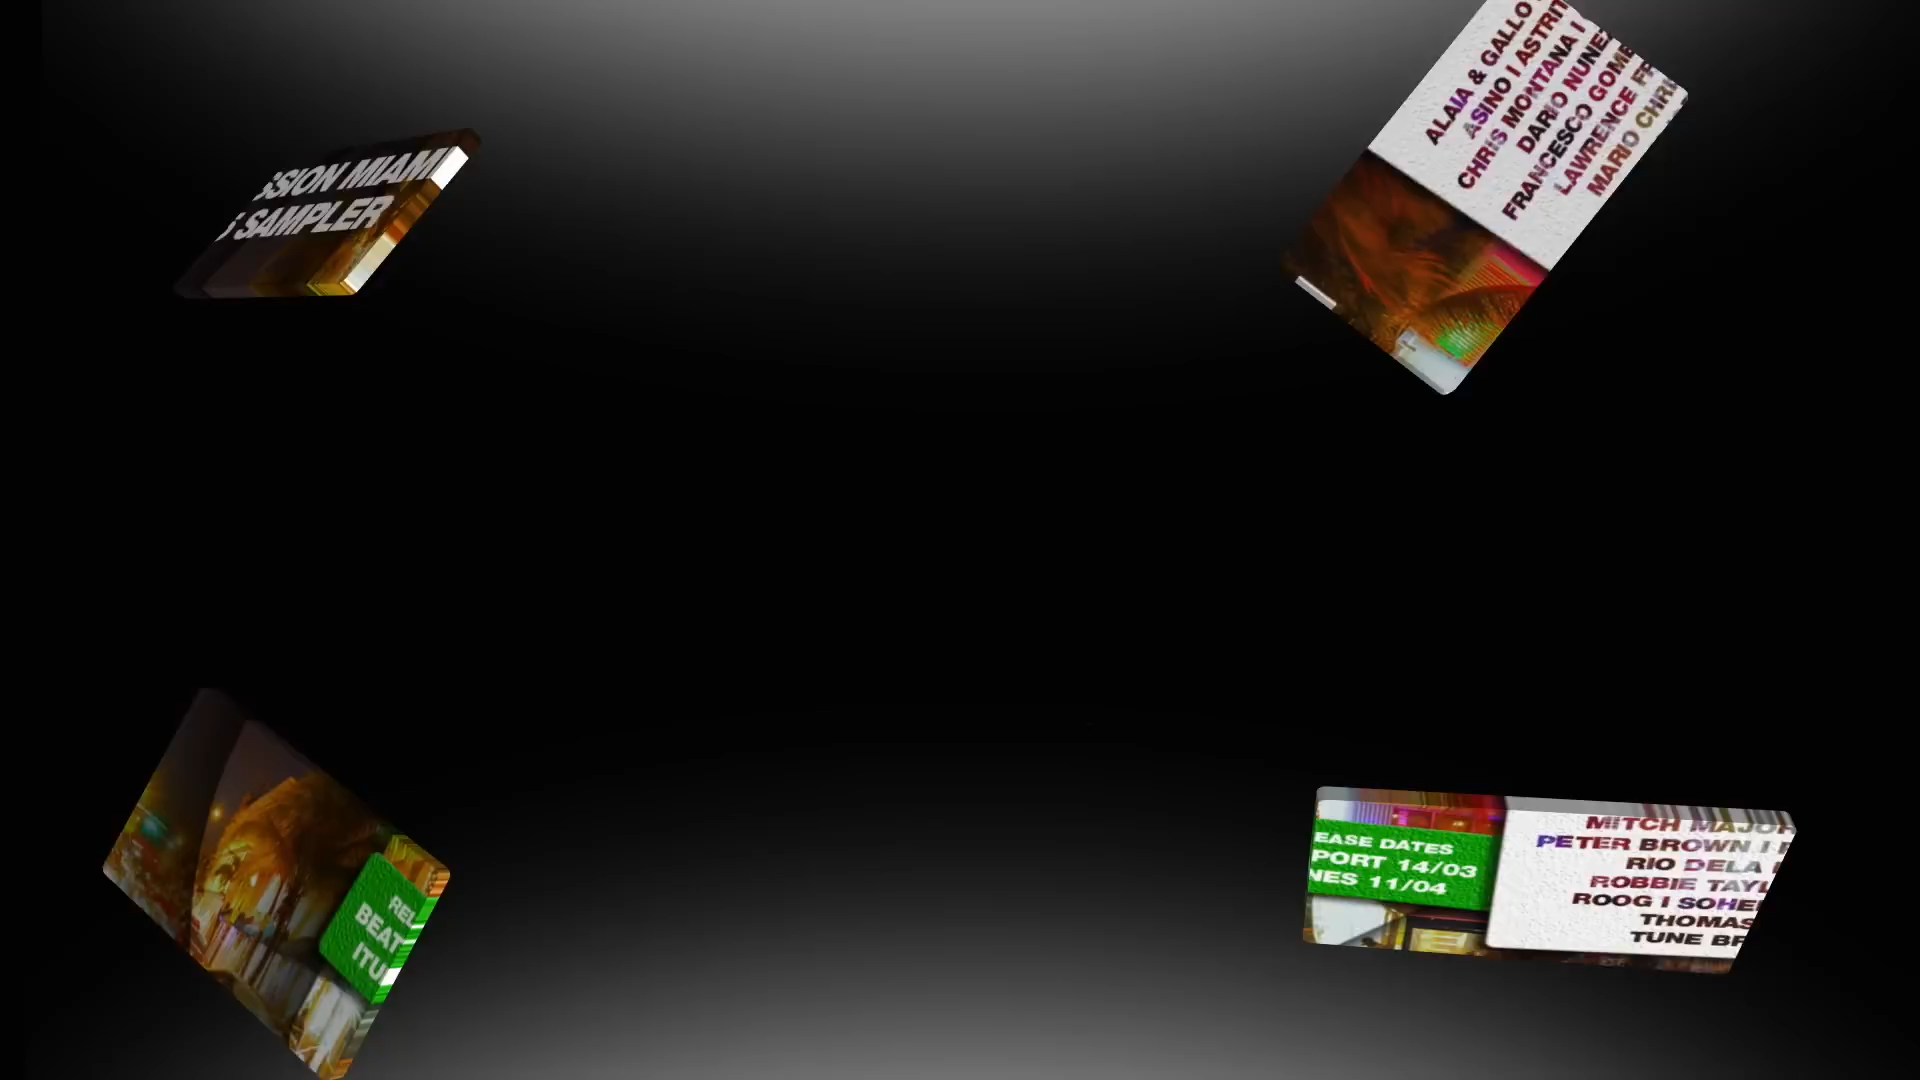 SSION MIAMI
SAMPLER
ALAIA & GALLO
ASINO I ASTRIT
CHRIS MONTANA I
DARIO NUNEZ
FRANCESCO GOME
LAWRENCE FR
MARIO CHRI
REL
BEAT
ITU
EASE DATES
PORT 14/03
NES 11/04
MITCH MAJOR
PETER BROWN I
RIO DELA
ROBBIE TAYL
ROOG I SOHE
THOMAS
TUNE BR